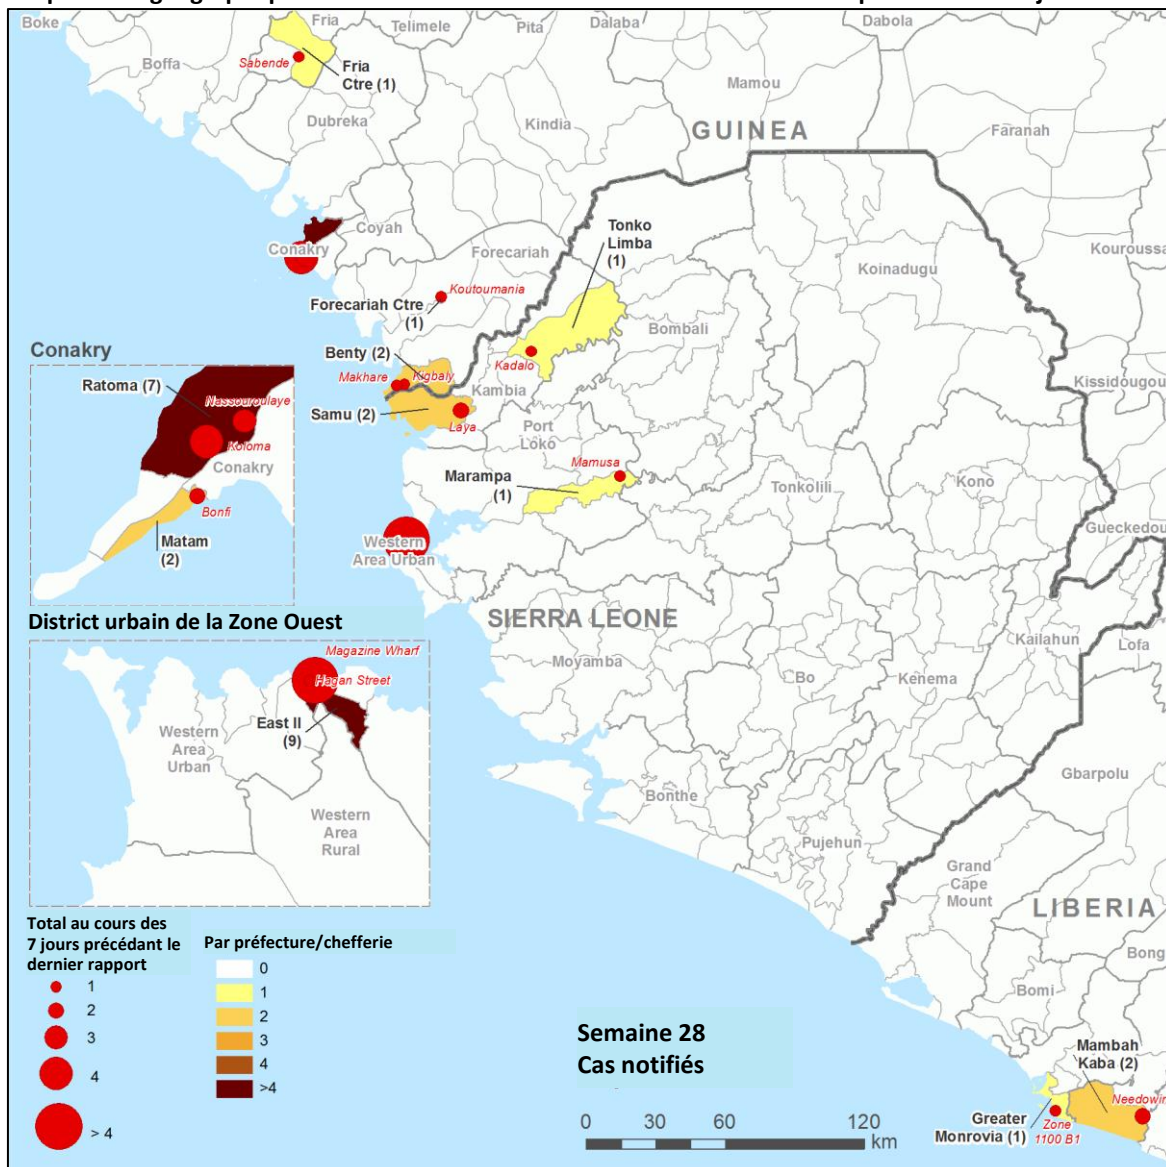 Boke
Fria
Telimele
Pita
Dalaba
Dabola
Boffa
Sabende
Fria
Ctre (1)
Mamou
Dubreka
Kindia
GUINEA
Faranah
Coyah
Conakry
Tonko
Limba
(1)
Forecariah
Kouroussa
Koinadugu
Koutoumania
Forecariah Ctre
(1)
Bombali
Conakry
Benty (2)
Kadalo
Ratoma (7)
Makhare
Kigbaly
Kambia
Kissidougou
Nassouroulaye
Samu (2)
Laya
Port
Loko
Koloma
Conakry
Mamusa
Marampa
(1)
Tonkolili
Kono
Bonfi
Gueckedou
Matam
(2)
Western
Area Urban
District urbain de la Zone Ouest
SIERRA LEONE
Kailahun
Lofa
Magazine Wharf
Moyamba
Hagan Street
Bo
Kenema
East II
(9)
Western
Area
Urban
Gbarpolu
Bonthe
Western
Area
Rural
Pujehun
Grand
Cape
Mount
LIBERIA
Total au cours des
7 jours précédant le
dernier rapport
1
2
3
4
> 4
Par préfecture/chefferie
0
1
2
3
4
>4
Bong
Bomi
Semaine 28
Cas notifiés
Mambah
Kaba (2)
Needowin
Greater
Monrovia (1)
Zone
1100 B1
0 30 60 120
km